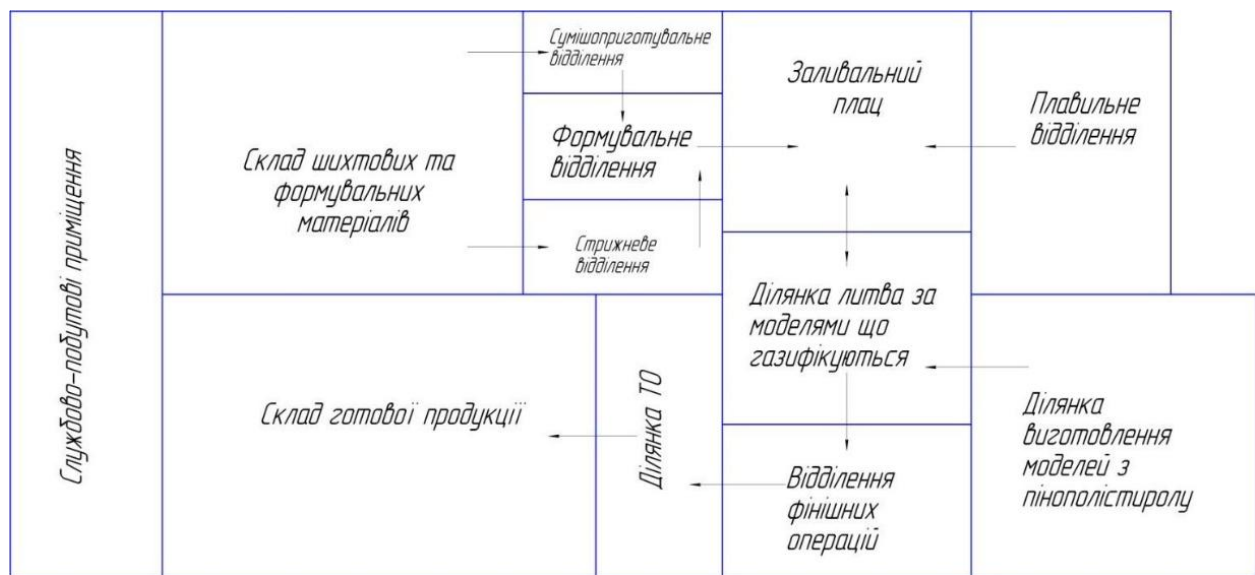 Службово-побутові приміщення
Склад шихтових та
формувальних
матеріалів
Сумішоприготувальне
відділення
Формувальне
відділення
Стрижневе
відділення
Заливальний
плац
Плавильне
відділення
Склад готової продукції
Ділянка ТО
Ділянка литва за
моделями що
газифікуються
Відділення
фінішних
операцій
Ділянка
виготовлення
моделей з
пінополістиролу